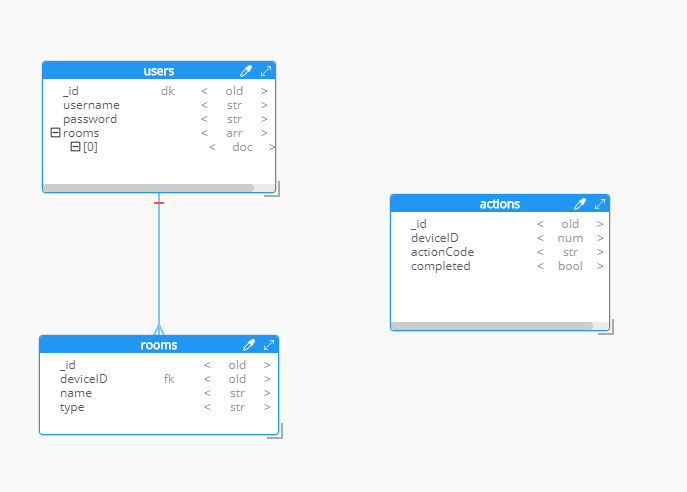 users
_id dk < old >
username < str >
password < str >
rooms < arr >
[0] < doc >
actions
_id < old >
deviceID < num >
actionCode < str >
completed < bool >
rooms
_id < old >
deviceID fk < old >
name < str >
type < str >